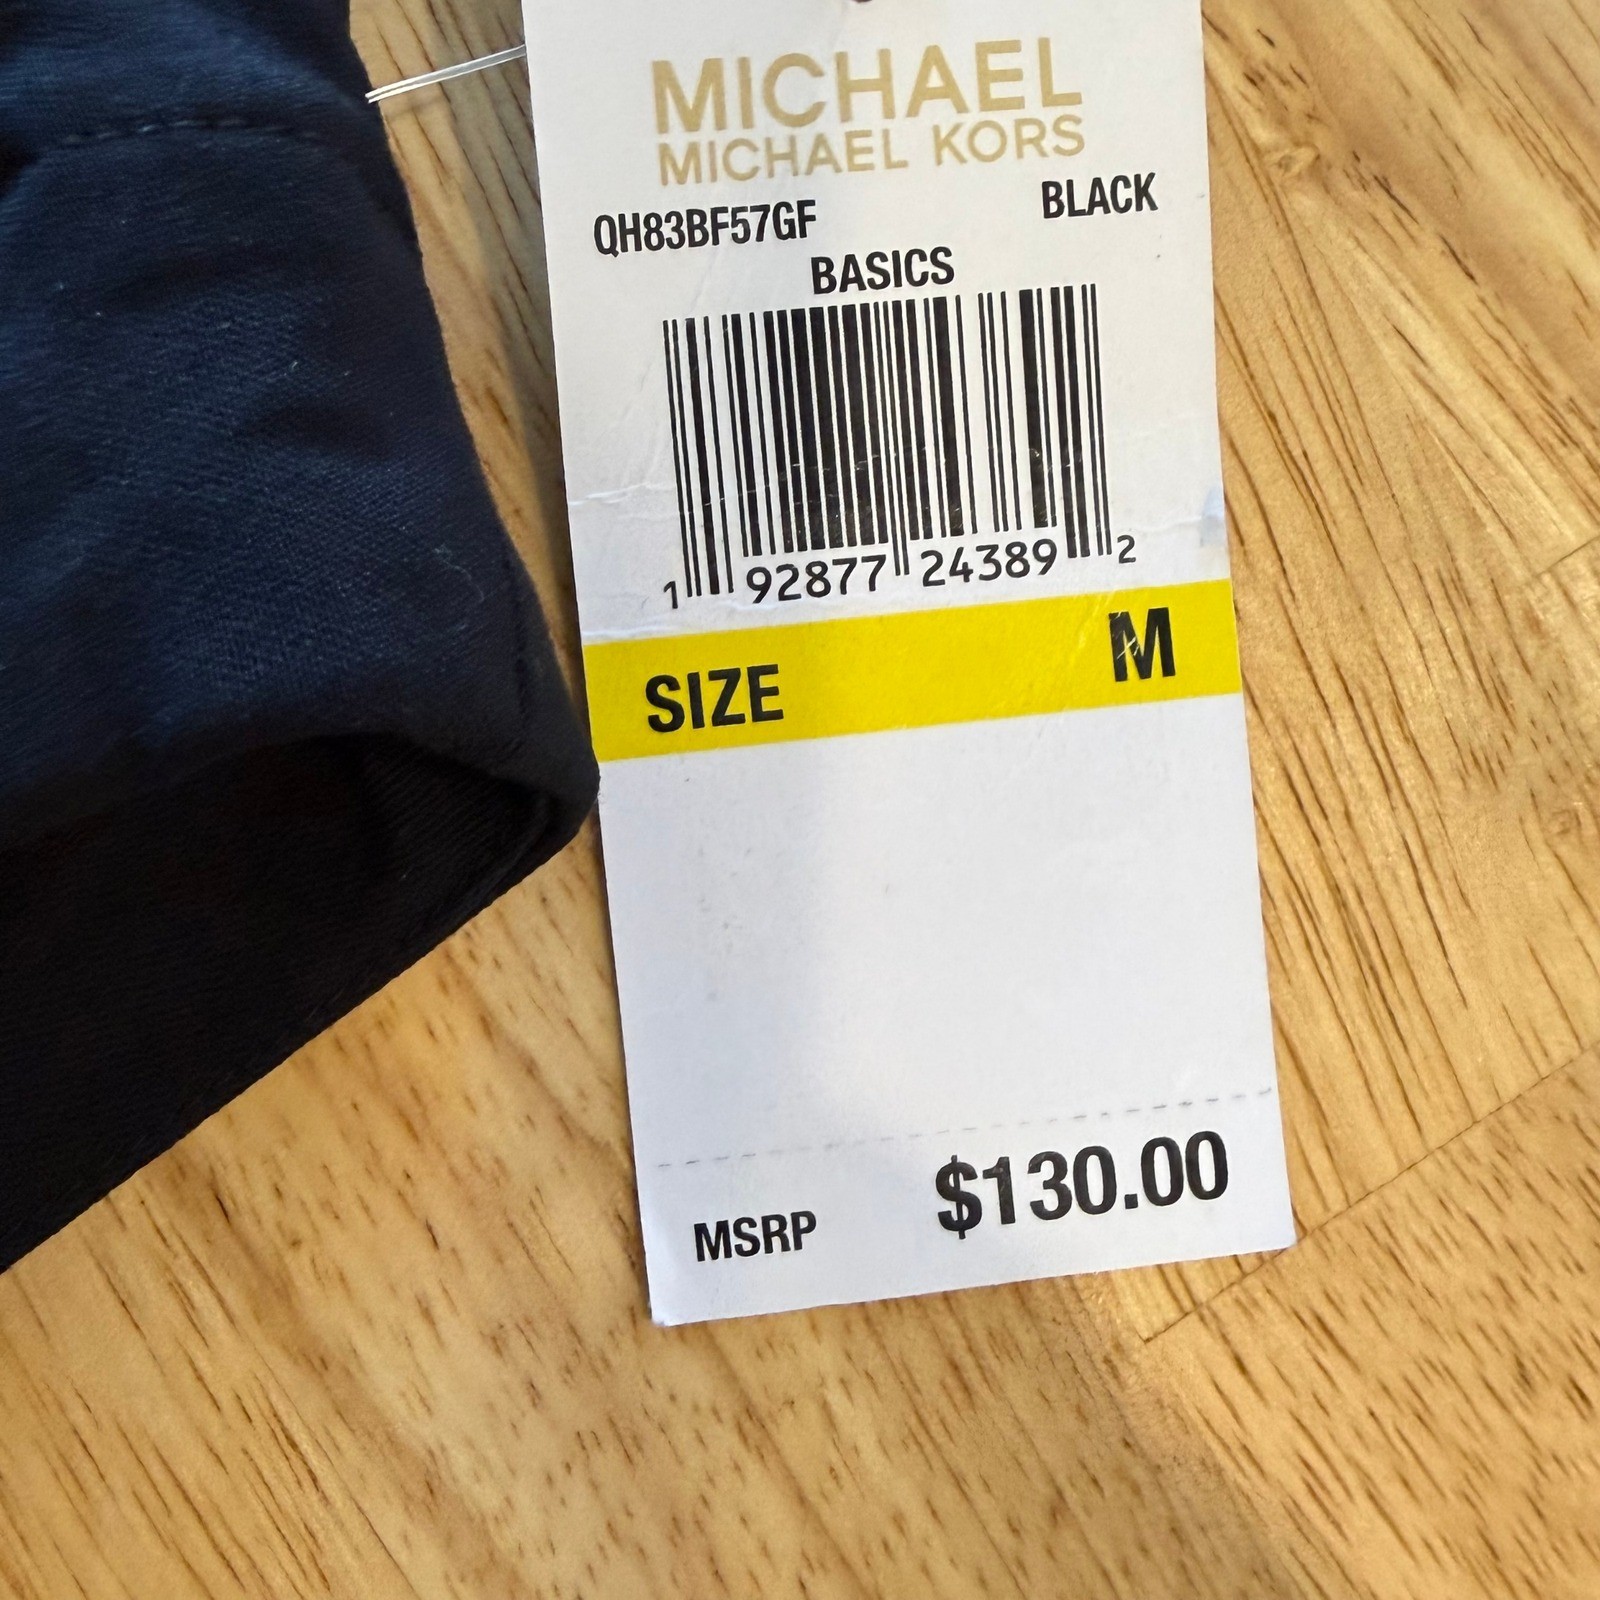 MICHAEL
MICHAEL KORS
QH83BF57GF BLACK
BASICS
1 92877 24389 2
SIZE M
MSRP $130.00